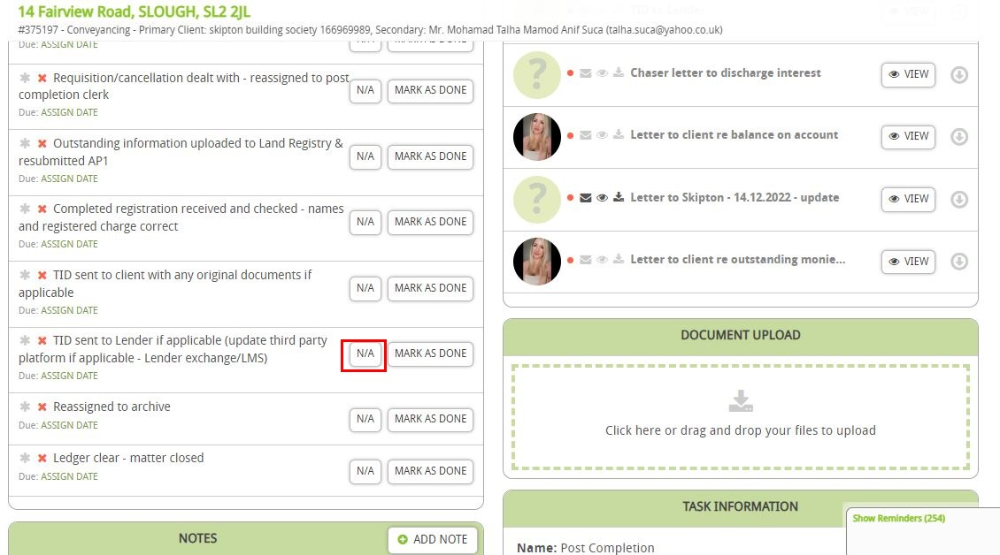 14 Fairview Road, SLOUGH, SL2 2JL
#375197 - Conveyancing - Primary Client: skipton building society 166969989, Secondary: Mr. Mohamad Talha Mamod Anif Suca (talha.suca@yahoo.co.uk)
Due: ASSIGN DATE
N/A MARK AS DONE
Requisition/cancellation dealt with - reassigned to post
completion clerk
Due: ASSIGN DATE
N/A MARK AS DONE
Outstanding information uploaded to Land Registry &
resubmitted AP1
Due: ASSIGN DATE
N/A MARK AS DONE
Completed registration received and checked - names
and registered charge correct
Due: ASSIGN DATE
N/A MARK AS DONE
TID sent to client with any original documents if
applicable
Due: ASSIGN DATE
N/A MARK AS DONE
TID sent to Lender if applicable (update third party
platform if applicable - Lender exchange/LMS)
Due: ASSIGN DATE
N/A MARK AS DONE
Reassigned to archive
Due: ASSIGN DATE
N/A MARK AS DONE
Ledger clear - matter closed
Due: ASSIGN DATE
N/A MARK AS DONE
NOTES
ADD NOTE
TID to Lender
VIEW
Chaser letter to discharge interest
VIEW
Letter to client re balance on account
VIEW
Letter to Skipton - 14.12.2022 - update
VIEW
Letter to client re outstanding monie...
VIEW
DOCUMENT UPLOAD
Click here or drag and drop your files to upload
TASK INFORMATION
Name: Post Completion
Show Reminders (254)